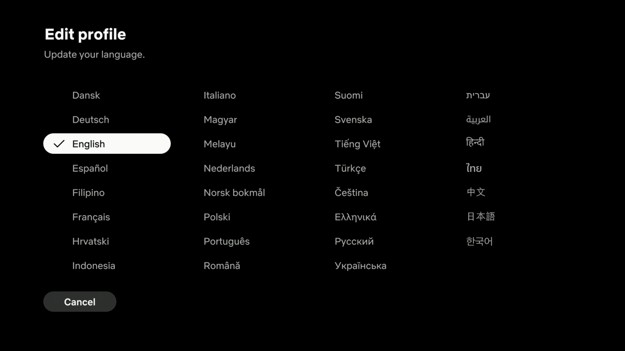 Edit profile
Update your language.
Dansk
Deutsch
English
Español
Filipino
Français
Hrvatski
Indonesia
Italiano
Magyar
Melayu
Nederlands
Norsk bokmål
Polski
Português
Română
Suomi
Svenska
Tiếng Việt
Türkçe
Čeština
Ελληνικά
Русский
Українська
עברית
العربية
हिन्दी
ไทย
中文
日本語
한국어
Cancel